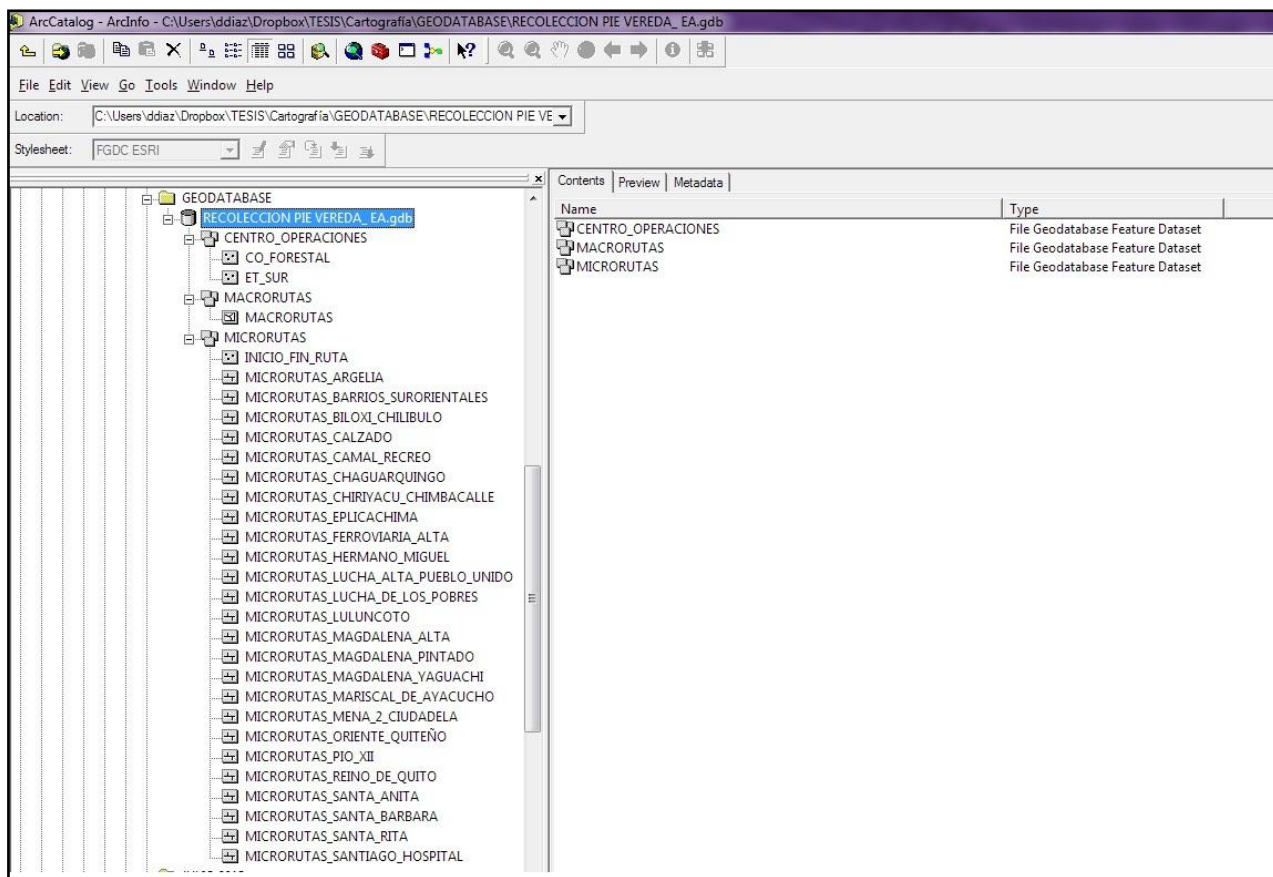 ArcCatalog - ArcInfo - C:\Users\ddiaz\Dropbox\TESIS\Cartografía\GEODATABASE\RECOLECCION PIE VEREDA_ EA.gdb
File Edit View Go Tools Window Help
Location: C:\Users\ddiaz\Dropbox\TESIS\Cartografía\GEODATABASE\RECOLECCION PIE VE
Stylesheet: FGDC ESRI
GEODATABASE
RECOLECCION PIE VEREDA_ EA.gdb
CENTRO_OPERACIONES
CO_FORESTAL
ET_SUR
MACRORUTAS
MACRORUTAS
MICRORUTAS
INICIO_FIN_RUTA
MICRORUTAS_ARGELIA
MICRORUTAS_BARRIOS_SURORIENTALES
MICRORUTAS_BILOXI_CHILIBULO
MICRORUTAS_CALZADO
MICRORUTAS_CAMAL_RECREO
MICRORUTAS_CHAGUARQUINGO
MICRORUTAS_CHIRIYACU_CHIMBACALLE
MICRORUTAS_EPLICACHIMA
MICRORUTAS_FERROVIARIA_ALTA
MICRORUTAS_HERMANO_MIGUEL
MICRORUTAS_LUCHA_ALTA_PUEBLO_UNIDO
MICRORUTAS_LUCHA_DE_LOS_POBRES
MICRORUTAS_LULUNCOTO
MICRORUTAS_MAGDALENA_ALTA
MICRORUTAS_MAGDALENA_PINTADO
MICRORUTAS_MAGDALENA_YAGUACHI
MICRORUTAS_MARISCAL_DE_AYACUCHO
MICRORUTAS_MENA_2_CIUDADELA
MICRORUTAS_ORIENTE_QUITEÑO
MICRORUTAS_PIO_XII
MICRORUTAS_REINO_DE_QUITO
MICRORUTAS_SANTA_ANITA
MICRORUTAS_SANTA_BARBARA
MICRORUTAS_SANTA_RITA
MICRORUTAS_SANTIAGO_HOSPITAL
Contents Preview Metadata
Name Type
CENTRO_OPERACIONES File Geodatabase Feature Dataset
MACRORUTAS File Geodatabase Feature Dataset
MICRORUTAS File Geodatabase Feature Dataset